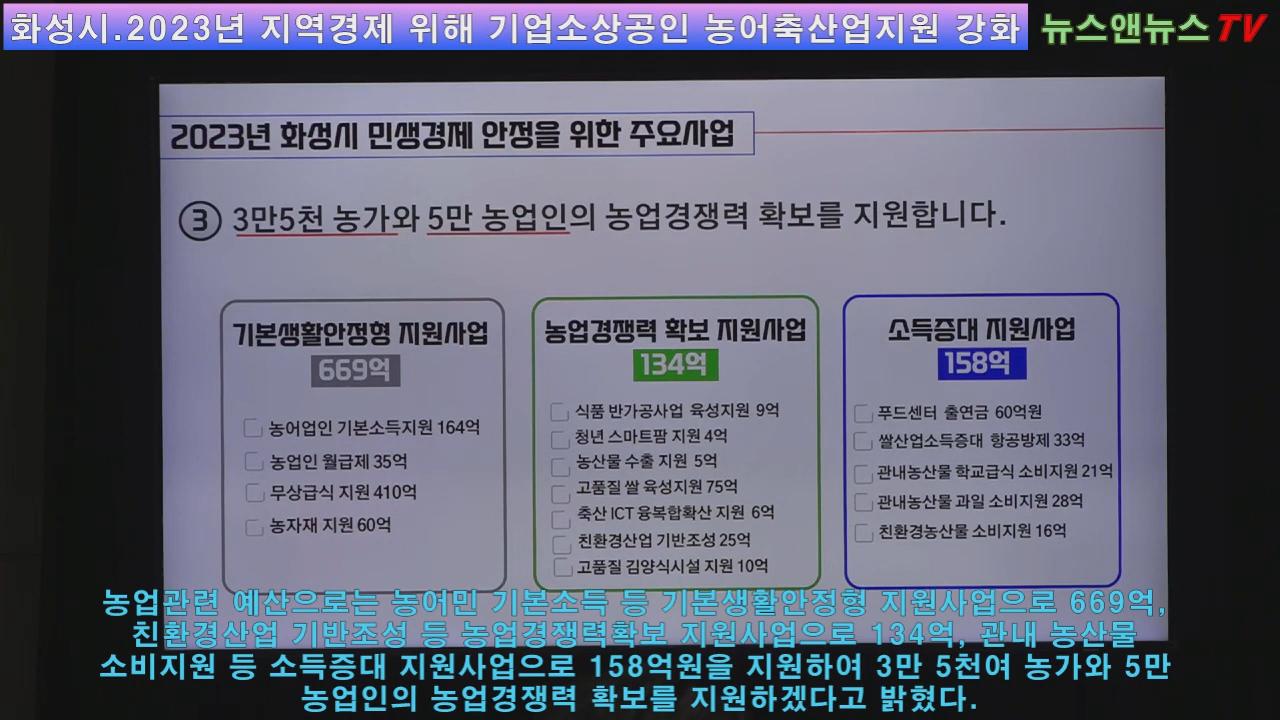 화성시.2023년 지역경제 위해 기업소상공인 농어축산업지원 강화 뉴스앤뉴스TV
2023년 화성시 민생경제 안정을 위한 주요사업
③ 3만5천 농가와 5만 농업인의 농업경쟁력 확보를 지원합니다.
기본생활안정형 지원사업
669억
농어업인 기본소득지원 164억
농업인 월급제 35억
무상급식 지원 410억
농자재 지원 60억
농업경쟁력 확보 지원사업
134억
식품 반가공사업 육성지원 9억
청년 스마트팜 지원 4억
농산물 수출 지원 5억
고품질 쌀 육성지원 75억
축산 ICT 융복합확산 지원 6억
친환경산업 기반조성 25억
고품질 김양식시설 지원 10억
소득증대 지원사업
158억
푸드센터 출연금 60억원
쌀산업소득증대 항공방제 33억
관내농산물 학교급식 소비지원 21억
관내농산물 과일 소비지원 28억
친환경농산물 소비지원 16억
농업관련 예산으로는 농어민 기본소득 등 기본생활안정형 지원사업으로 669억,
친환경산업 기반조성 등 농업경쟁력확보 지원사업으로 134억, 관내 농산물
소비지원 등 소득증대 지원사업으로 158억원을 지원하여 3만 5천여 농가와 5만
농업인의 농업경쟁력 확보를 지원하겠다고 밝혔다.